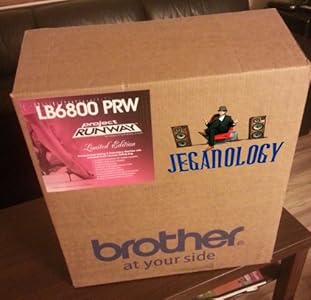 LB6800 PRW
project
RUNWAY
Limited Edition
JEGANOLOGY
brother®
at your side